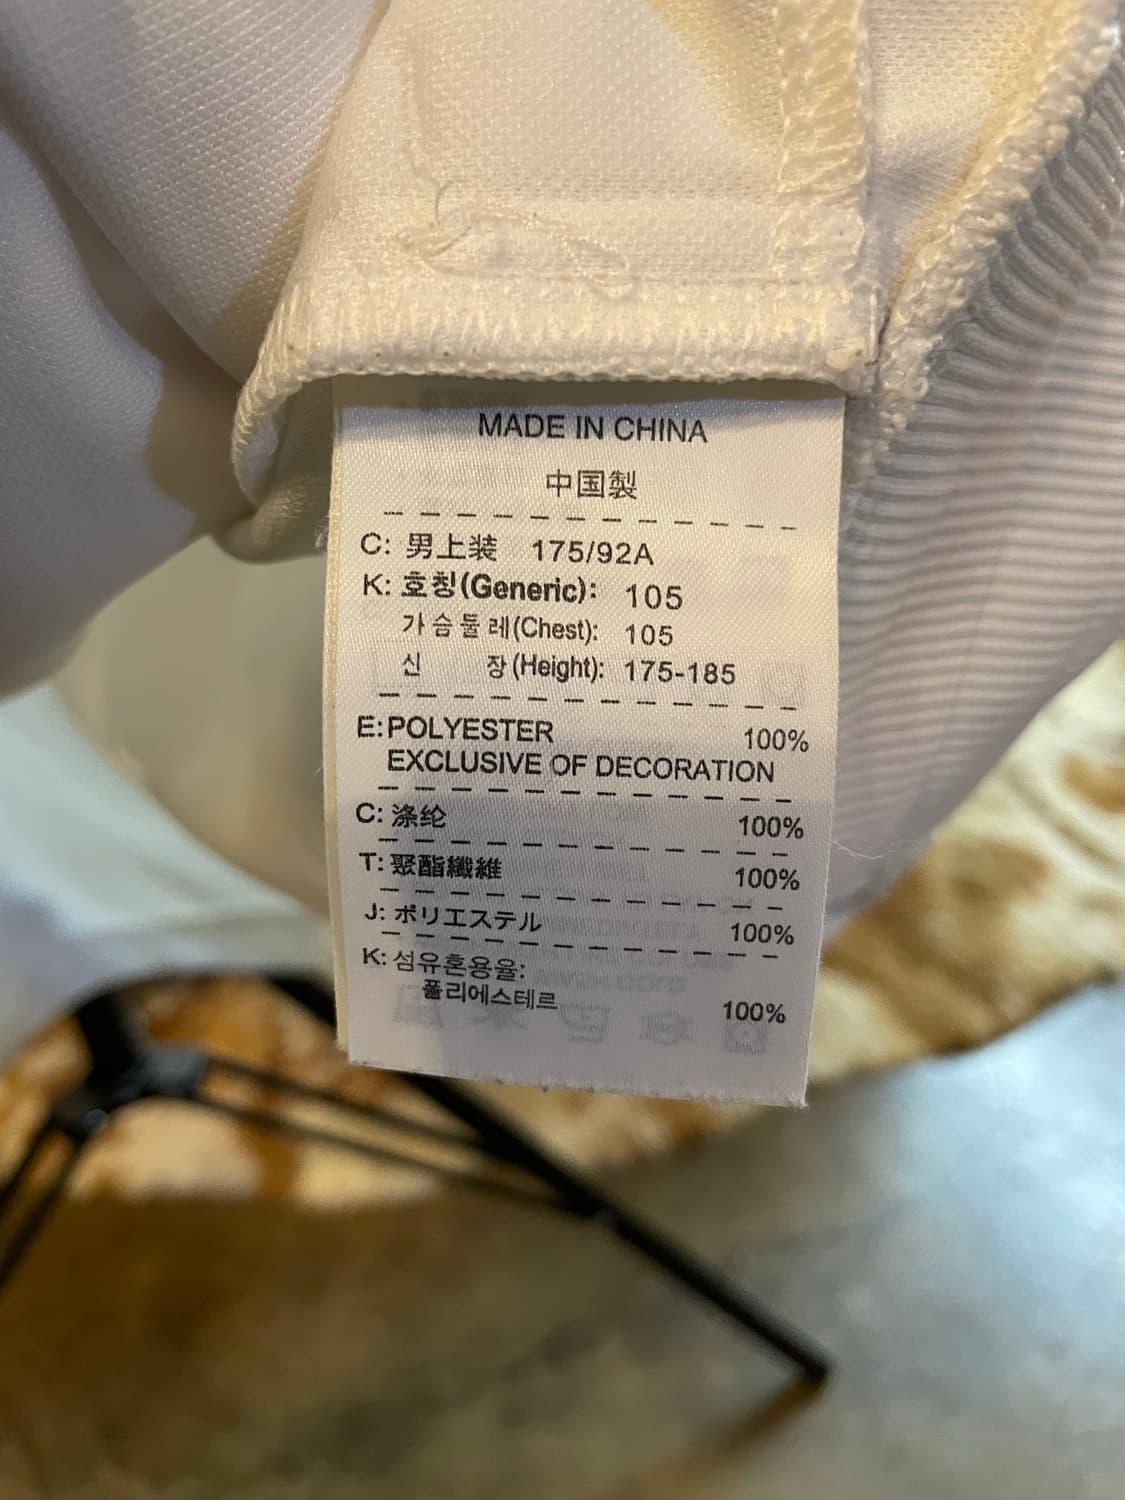 MADE IN CHINA
中国製
C: 男上装 175/92A
K: 호칭(Generic): 105
가슴둘레(Chest): 105
신 장(Height): 175-185
E:POLYESTER 100%
EXCLUSIVE OF DECORATION
C: 涤纶 100%
T: 聚酯纖維 100%
J: ポリエステル 100%
K: 섬유혼용율:
폴리에스테르 100%